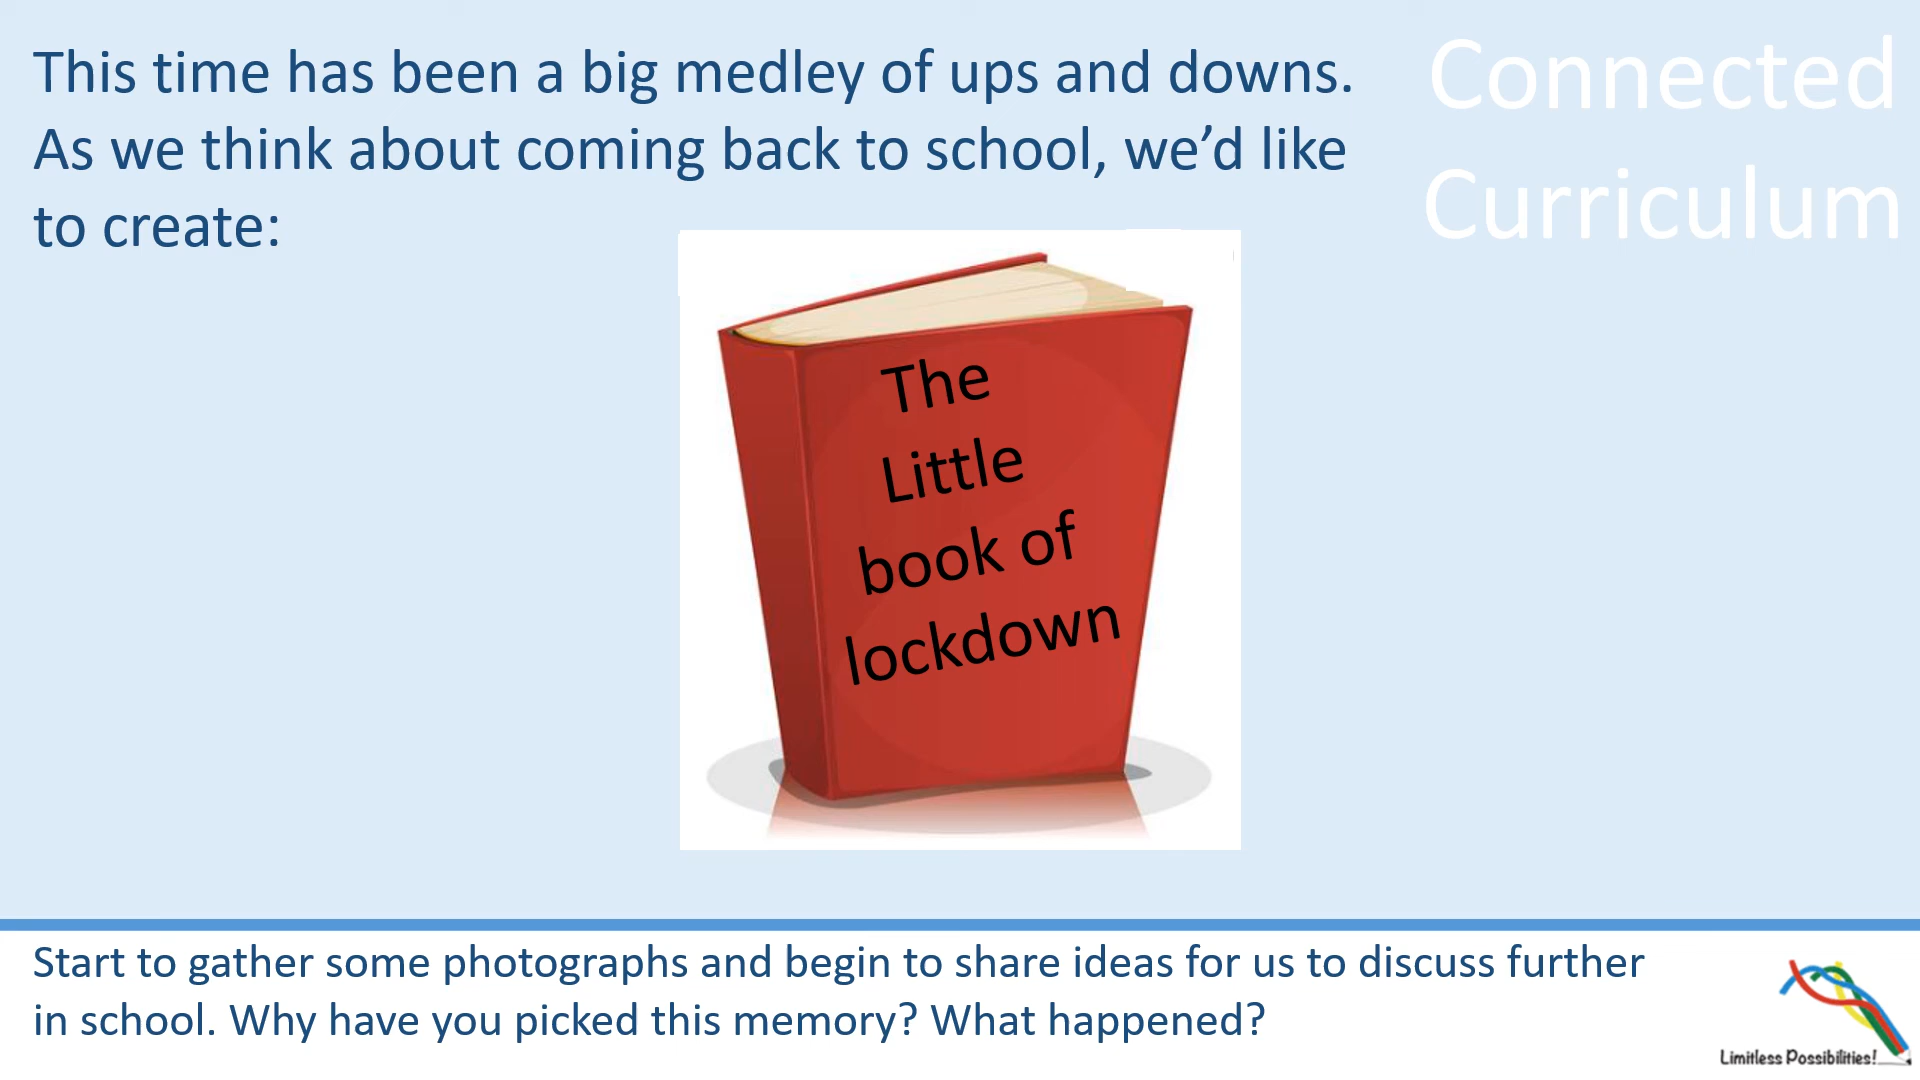 This time has been a big medley of ups and downs.
As we think about coming back to school, we’d like
to create:
Connected
Curriculum
The
Little
book of
lockdown
Start to gather some photographs and begin to share ideas for us to discuss further
in school. Why have you picked this memory? What happened?
Limitless Possibilities!